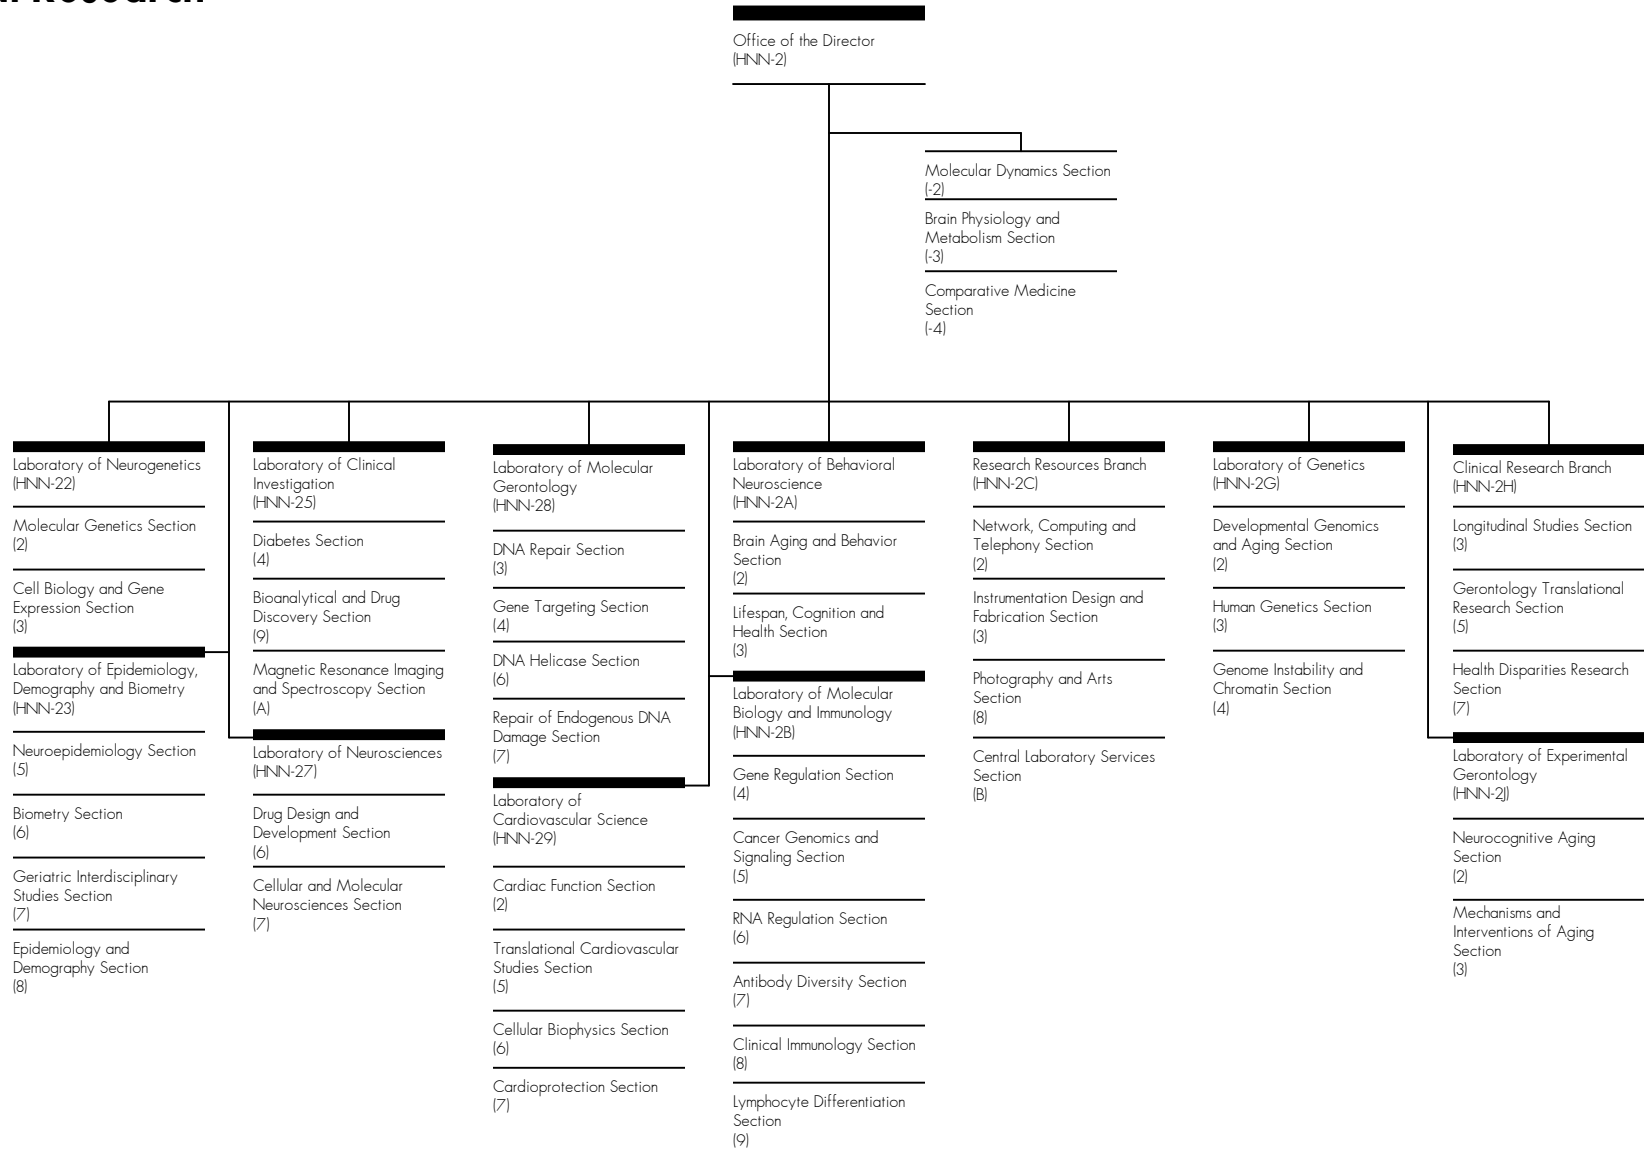 Office of the Director
(HNN-2)
Molecular Dynamics Section
(-2)
Brain Physiology and
Metabolism Section
(-3)
Comparative Medicine
Section
(-4)
Laboratory of Neurogenetics
(HNN-22)
Molecular Genetics Section
(2)
Cell Biology and Gene
Expression Section
(3)
Laboratory of Epidemiology,
Demography and Biometry
(HNN-23)
Neuroepidemiology Section
(5)
Biometry Section
(6)
Geriatric Interdisciplinary
Studies Section
(7)
Epidemiology and
Demography Section
(8)
Laboratory of Clinical
Investigation
(HNN-25)
Diabetes Section
(4)
Bioanalytical and Drug
Discovery Section
(9)
Magnetic Resonance Imaging
and Spectroscopy Section
(A)
Laboratory of Neurosciences
(HNN-27)
Drug Design and
Development Section
(6)
Cellular and Molecular
Neurosciences Section
(7)
Laboratory of Molecular
Gerontology
(HNN-28)
DNA Repair Section
(3)
Gene Targeting Section
(4)
DNA Helicase Section
(6)
Repair of Endogenous DNA
Damage Section
(7)
Laboratory of
Cardiovascular Science
(HNN-29)
Cardiac Function Section
(2)
Translational Cardiovascular
Studies Section
(5)
Cellular Biophysics Section
(6)
Cardioprotection Section
(7)
Laboratory of Behavioral
Neuroscience
(HNN-2A)
Brain Aging and Behavior
Section
(2)
Lifespan, Cognition and
Health Section
(3)
Laboratory of Molecular
Biology and Immunology
(HNN-2B)
Gene Regulation Section
(4)
Cancer Genomics and
Signaling Section
(5)
RNA Regulation Section
(6)
Antibody Diversity Section
(7)
Clinical Immunology Section
(8)
Lymphocyte Differentiation
Section
(9)
Research Resources Branch
(HNN-2C)
Network, Computing and
Telephony Section
(2)
Instrumentation Design and
Fabrication Section
(3)
Photography and Arts
Section
(8)
Central Laboratory Services
Section
(B)
Laboratory of Genetics
(HNN-2G)
Developmental Genomics
and Aging Section
(2)
Human Genetics Section
(3)
Genome Instability and
Chromatin Section
(4)
Clinical Research Branch
(HNN-2H)
Longitudinal Studies Section
(3)
Gerontology Translational
Research Section
(5)
Health Disparities Research
Section
(7)
Laboratory of Experimental
Gerontology
(HNN-2J)
Neurocognitive Aging
Section
(2)
Mechanisms and
Interventions of Aging
Section
(3)